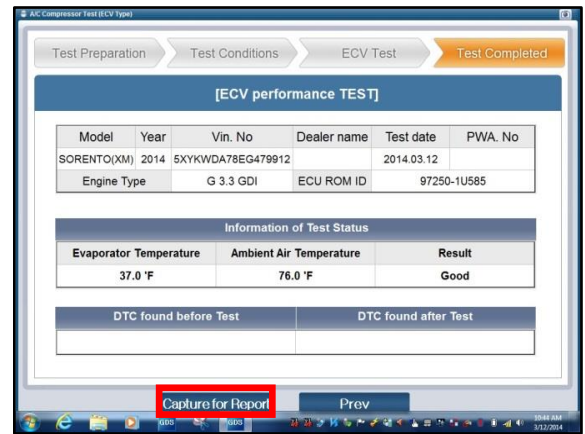 A/C Compressor Test (ECV Type)
Test Preparation Test Conditions ECV Test Test Completed
[ECV performance TEST]
Model Year Vin. No Dealer name Test date PWA. No
SORENTO(XM) 2014 5XYKWDA78EG479912 2014.03.12
Engine Type G 3.3 GDI ECU ROM ID 97250-1U585
Information of Test Status
Evaporator Temperature Ambient Air Temperature Result
37.0 'F 76.0 'F Good
DTC found before Test DTC found after Test
Capture for Report Prev
GDS GDS
10:44 AM
3/12/2014